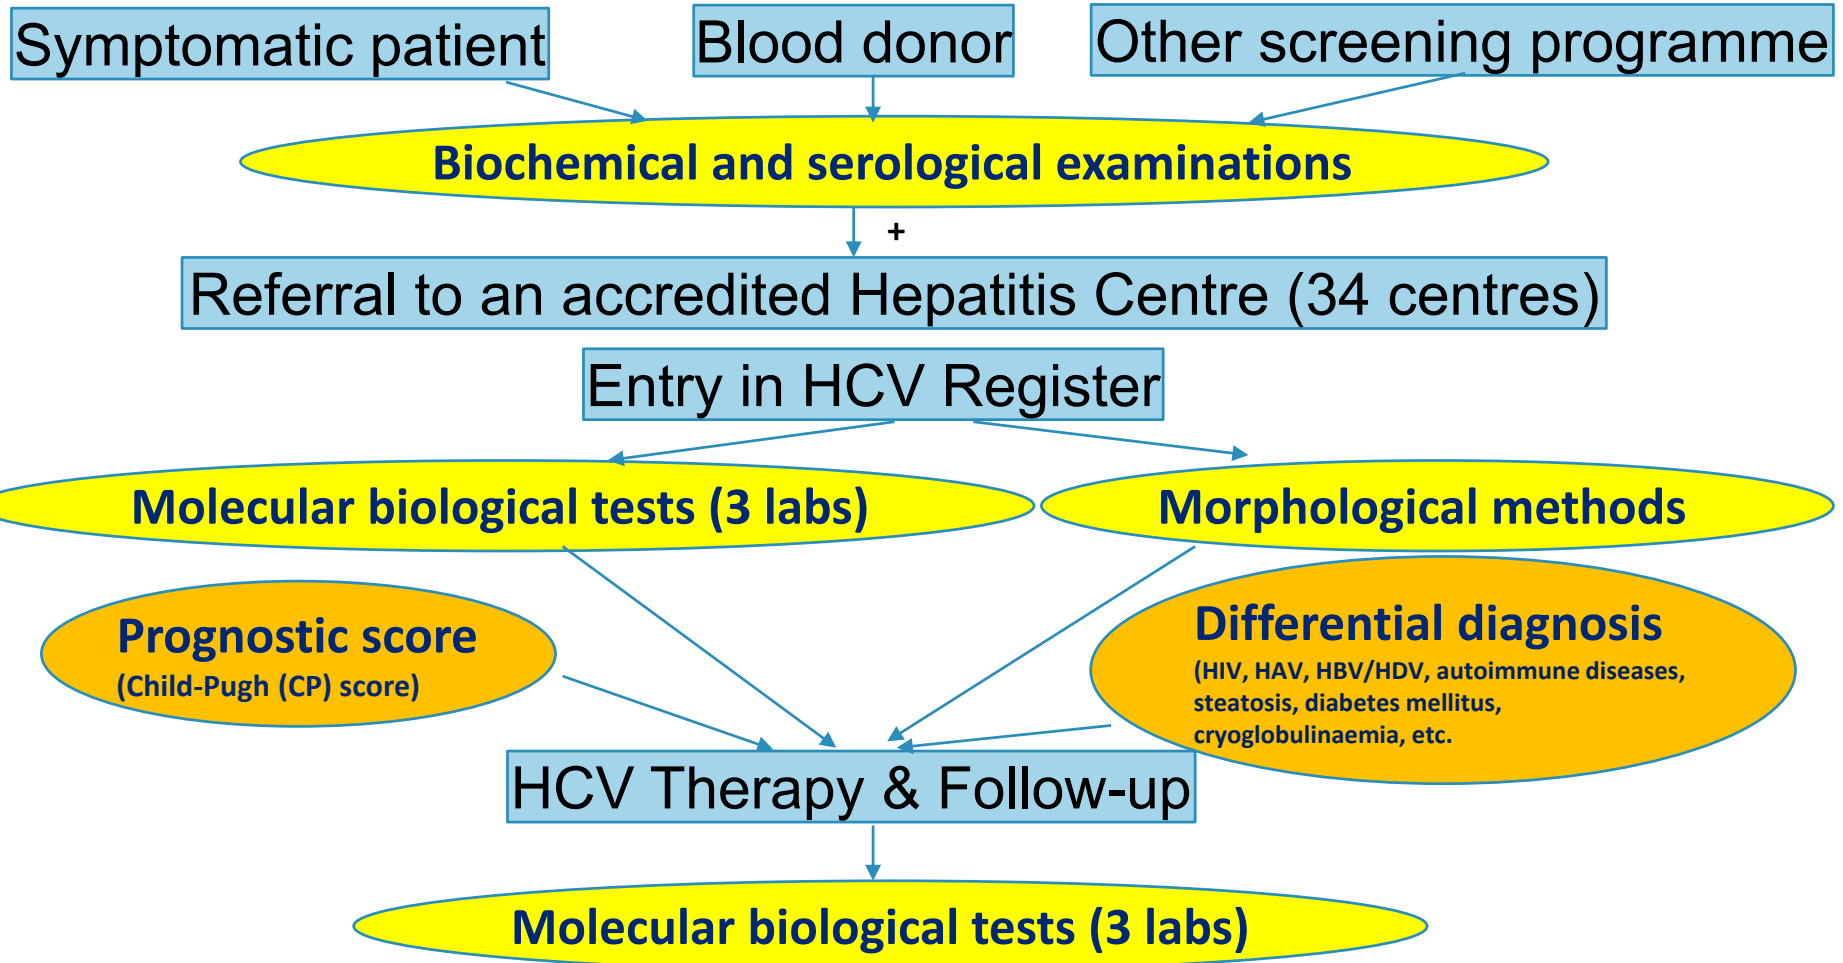 Symptomatic patient
Blood donor
Other screening programme
Biochemical and serological examinations
+
Referral to an accredited Hepatitis Centre (34 centres)
Entry in HCV Register
Molecular biological tests (3 labs)
Morphological methods
Prognostic score
(Child-Pugh (CP) score)
Differential diagnosis
(HIV, HAV, HBV/HDV, autoimmune diseases,
steatosis, diabetes mellitus,
cryoglobulinaemia, etc.
HCV Therapy & Follow-up
Molecular biological tests (3 labs)